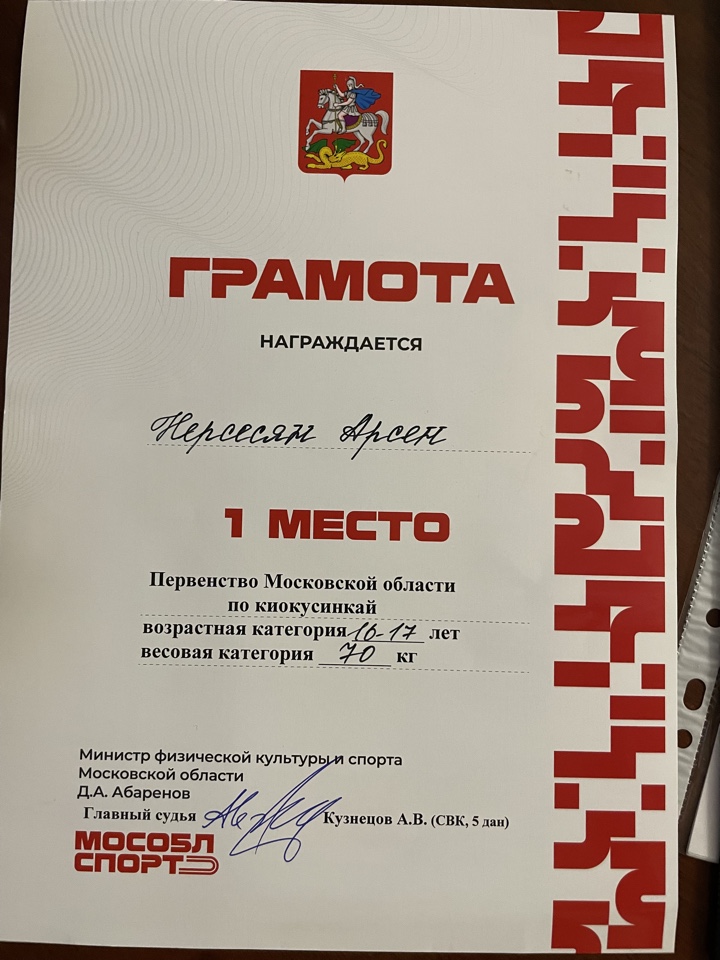 ГРАМОТА
НАГРАЖДАЕТСЯ
Нерсесян Арсен
1 МЕСТО
Первенство Московской области
по киокусинкай
возрастная категория 16-17 лет
весовая категория 70 кг
Министр физической культуры и спорта
Московской области
Д.А. Абаренов
Главный судья Кузнецов А.В. (СВК, 5 дан)
МОСОБЛ
СПОРТ